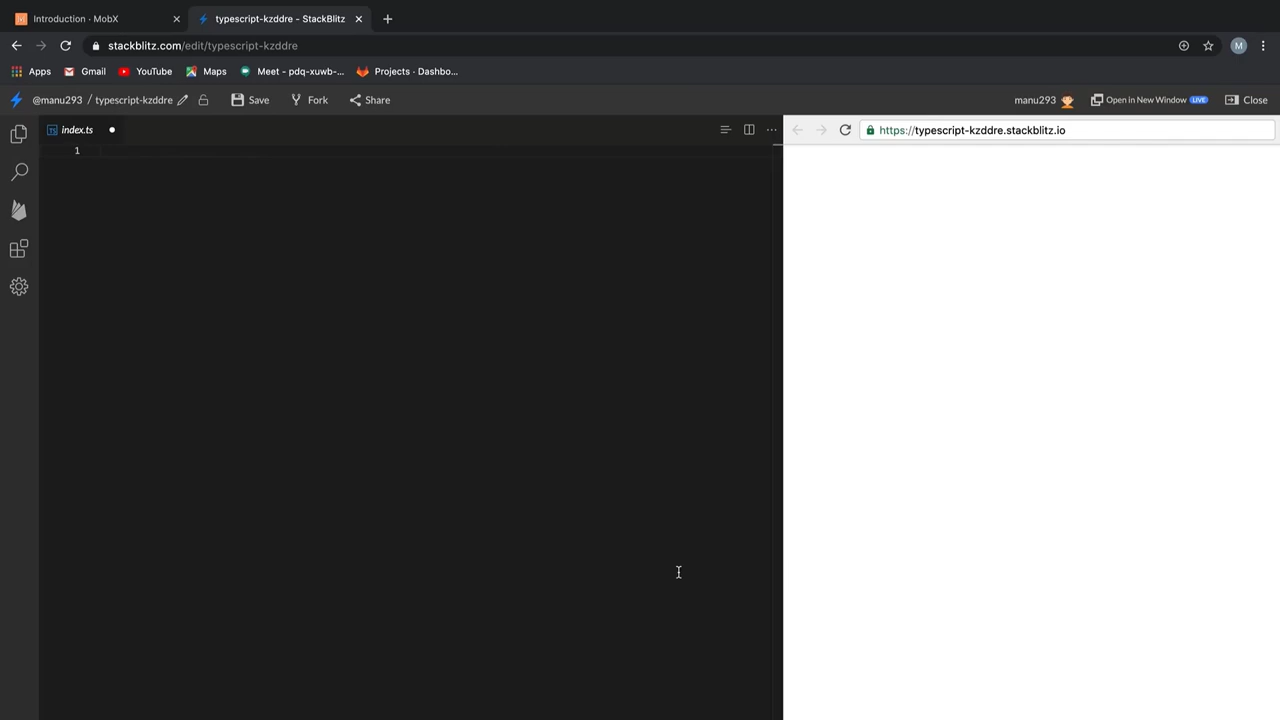 Introduction · MobX
typescript-kzddre - StackBlitz
stackblitz.com/edit/typescript-kzddre
M
Apps
Gmail
YouTube
Maps
Meet - pdq-xuwb-...
Projects · Dashbo...
@manu293 / typescript-kzddre
Save
Fork
Share
manu293
Open in New Window LIVE
Close
TS index.ts
https://typescript-kzddre.stackblitz.io
1